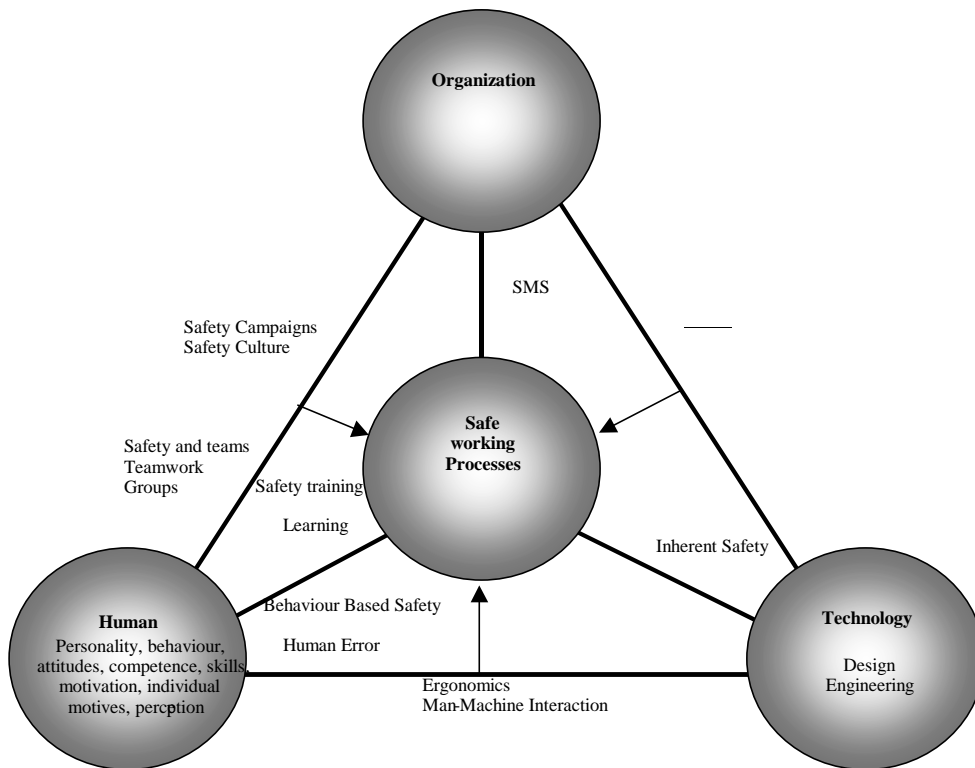 Organization
SMS
Safety Campaigns
Safety Culture
Safe
working
Processes
Safety and teams
Teamwork
Groups
Safety training
Learning
Inherent Safety
Behaviour Based Safety
Human Error
Human
Personality, behaviour,
attitudes, competence, skills,
motivation, individual
motives, perception
Technology
Design
Engineering
Ergonomics
Man-Machine Interaction